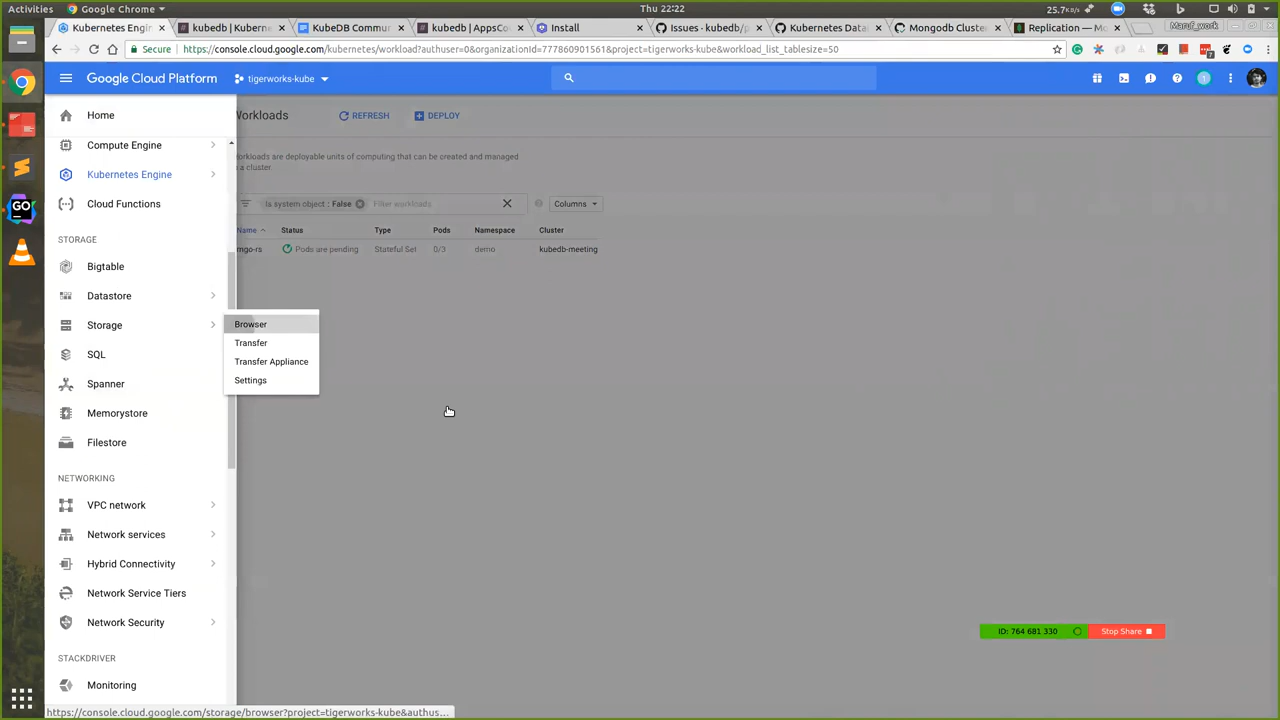 Activities
Google Chrome
Thu 22:22
25.7K
Kubernetes Engin
kubedb | Kuberne
KubeDB Commun
kubedb | AppsCo
Install
Issues · kubedb/p
Kubernetes Data
Mongodb Cluster
Replication — Mo
Maruf_work
Secure
https://console.cloud.google.com/kubernetes/workload?authuser=0&organizationId=777860901561&project=tigerworks-kube&workload_list_tablesize=50
Google Cloud Platform
tigerworks-kube
Home
Compute Engine
Kubernetes Engine
Cloud Functions
STORAGE
Bigtable
Datastore
Storage
SQL
Spanner
Memorystore
Filestore
NETWORKING
VPC network
Network services
Hybrid Connectivity
Network Service Tiers
Network Security
STACKDRIVER
Monitoring
Browser
Transfer
Transfer Appliance
Settings
Workloads
REFRESH
DEPLOY
orkloads are deployable units of computing that can be created and managed
a cluster.
Is system object : False
Filter workloads
Columns
Name
Status
Type
Pods
Namespace
Cluster
mgo-rs
Pods are pending
Stateful Set
0/3
demo
kubedb-meeting
ID: 764 681 330
Stop Share
https://console.cloud.google.com/storage/browser?project=tigerworks-kube&authus...
GO